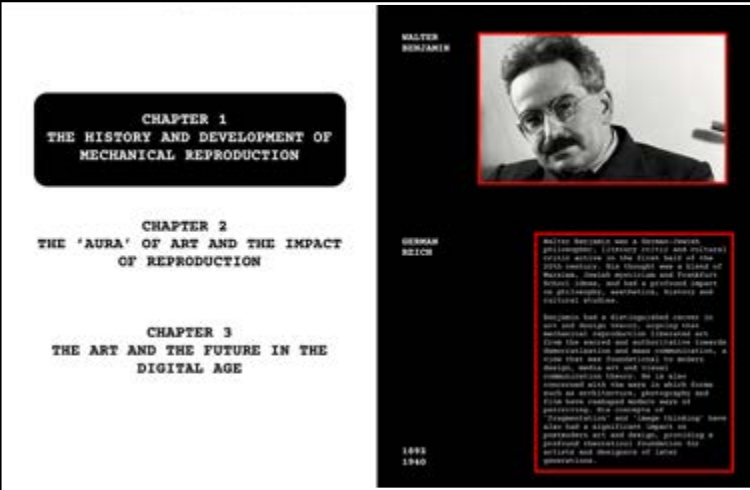 CHAPTER 1
THE HISTORY AND DEVELOPMENT OF
MECHANICAL REPRODUCTION
CHAPTER 2
THE ‘AURA’ OF ART AND THE IMPACT
OF REPRODUCTION
CHAPTER 3
THE ART AND THE FUTURE IN THE
DIGITAL AGE
WALTER
BENJAMIN
GERMAN
REICH
Walter Benjamin was a German-Jewish
philosopher, literary critic and cultural
critic active in the first half of the
20th century. His thought was a blend of
Marxism, Jewish mysticism and Frankfurt
School ideas, and had a profound impact
on philosophy, aesthetics, history and
cultural studies.
Benjamin had a distinguished career in
art and design theory, arguing that
mechanical reproduction liberated art
from the sacred and authoritative towards
democratisation and mass communication, a
view that was foundational to modern
design, media art and visual
communication theory. He is also
concerned with the ways in which forms
such as architecture, photography and
film have reshaped modern ways of
perceiving. His concepts of
'fragmentation' and 'image thinking' have
also had a significant impact on
postmodern art and design, providing a
profound theoretical foundation for
artists and designers of later
generations.
1892
1940